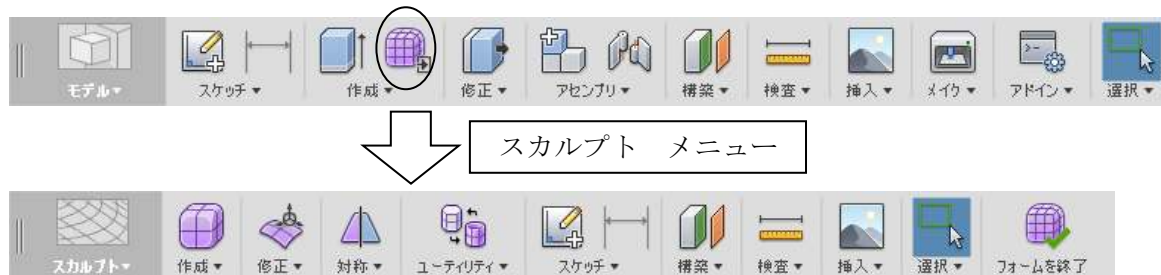 モデル▾ スケッチ▾ 作成▾ 修正▾ アセンブリ▾ 構築▾ 検査▾ 挿入▾ メイク▾ アドイン▾ 選択▾
スカルプト　メニュー
スカルプト▾ 作成▾ 修正▾ 対称▾ ユーティリティ▾ スケッチ▾ 構築▾ 検査▾ 挿入▾ 選択▾ フォームを終了